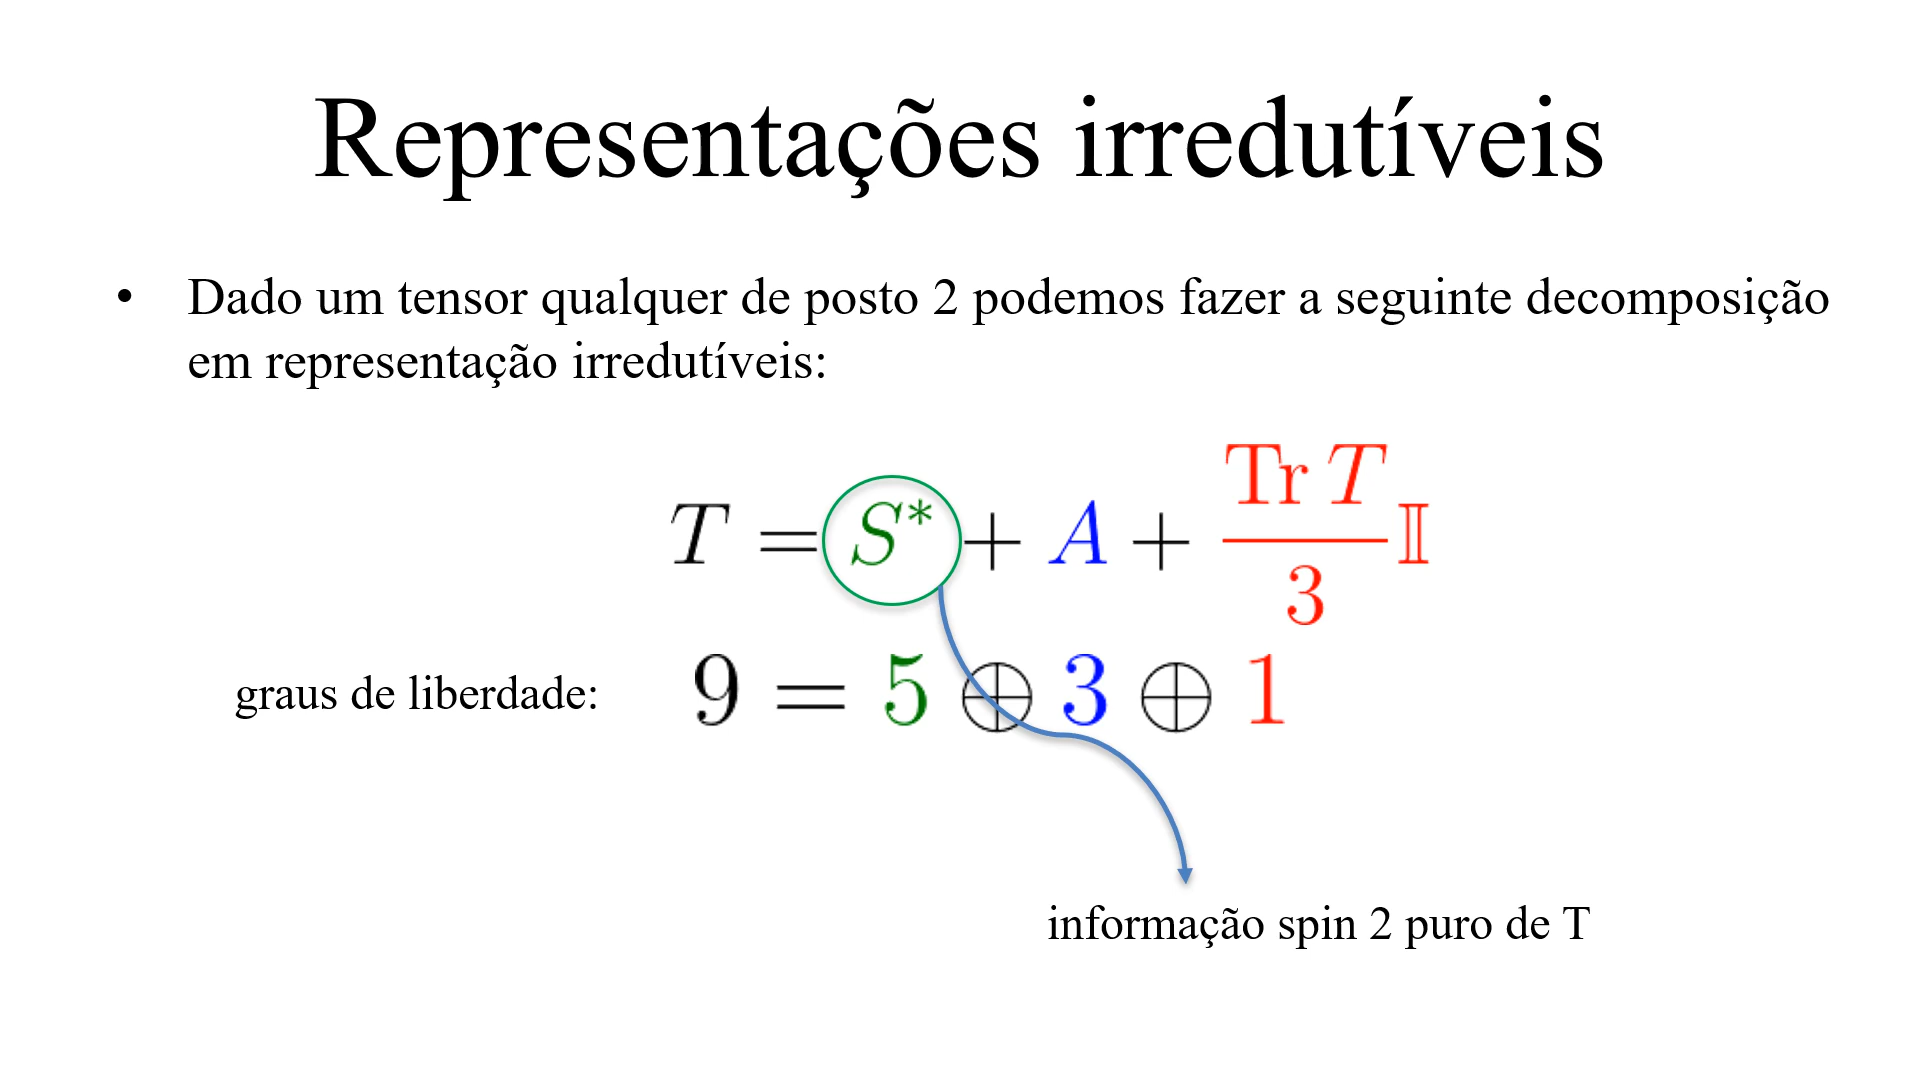 Representações irredutíveis
• Dado um tensor qualquer de posto 2 podemos fazer a seguinte decomposição
em representação irredutíveis:
T = S* + A + Tr T / 3 𝕀
graus de liberdade: 9 = 5 ⊕ 3 ⊕ 1
informação spin 2 puro de T